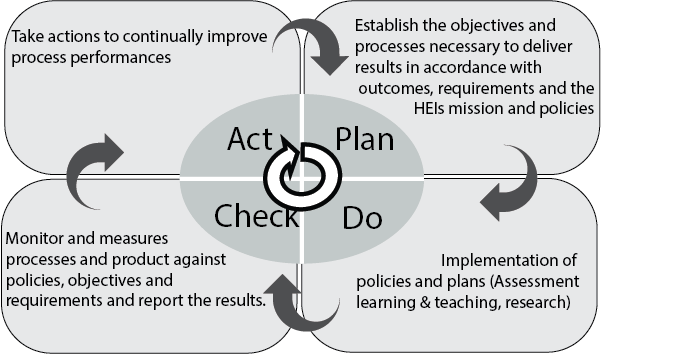 Take actions to continually improve
process performances
Establish the objectives and
processes necessary to deliver
results in accordance with
outcomes, requirements and the
HEIs mission and policies
Act
Plan
Check
Do
Monitor and measures
processes and product against
policies, objectives and
requirements and report the results.
Implementation of
policies and plans (Assessment
learning & teaching, research)